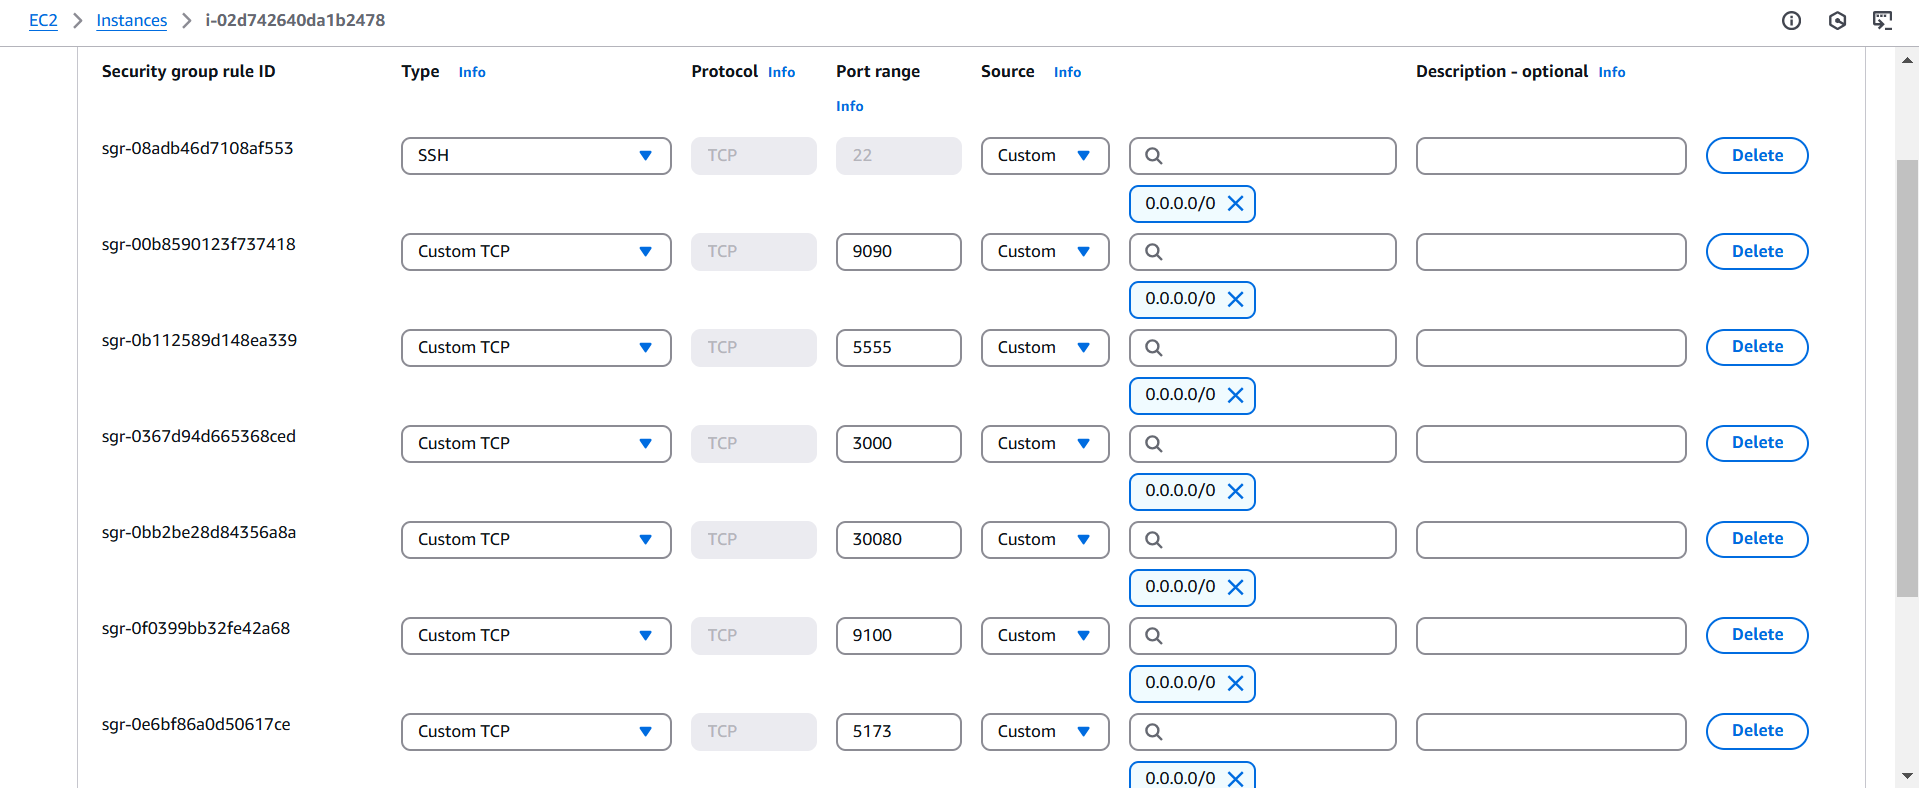 EC2 Instances i-02d742640da1b2478
Security group rule ID Type Info Protocol Info Port range Info Source Info Description - optional Info
sgr-08adb46d7108af553 SSH TCP 22 Custom Delete
0.0.0.0/0
sgr-00b8590123f737418 Custom TCP TCP 9090 Custom Delete
0.0.0.0/0
sgr-0b112589d148ea339 Custom TCP TCP 5555 Custom Delete
0.0.0.0/0
sgr-0367d94d665368ced Custom TCP TCP 3000 Custom Delete
0.0.0.0/0
sgr-0bb2be28d84356a8a Custom TCP TCP 30080 Custom Delete
0.0.0.0/0
sgr-0f0399bb32fe42a68 Custom TCP TCP 9100 Custom Delete
0.0.0.0/0
sgr-0e6bf86a0d50617ce Custom TCP TCP 5173 Custom Delete
0.0.0.0/0